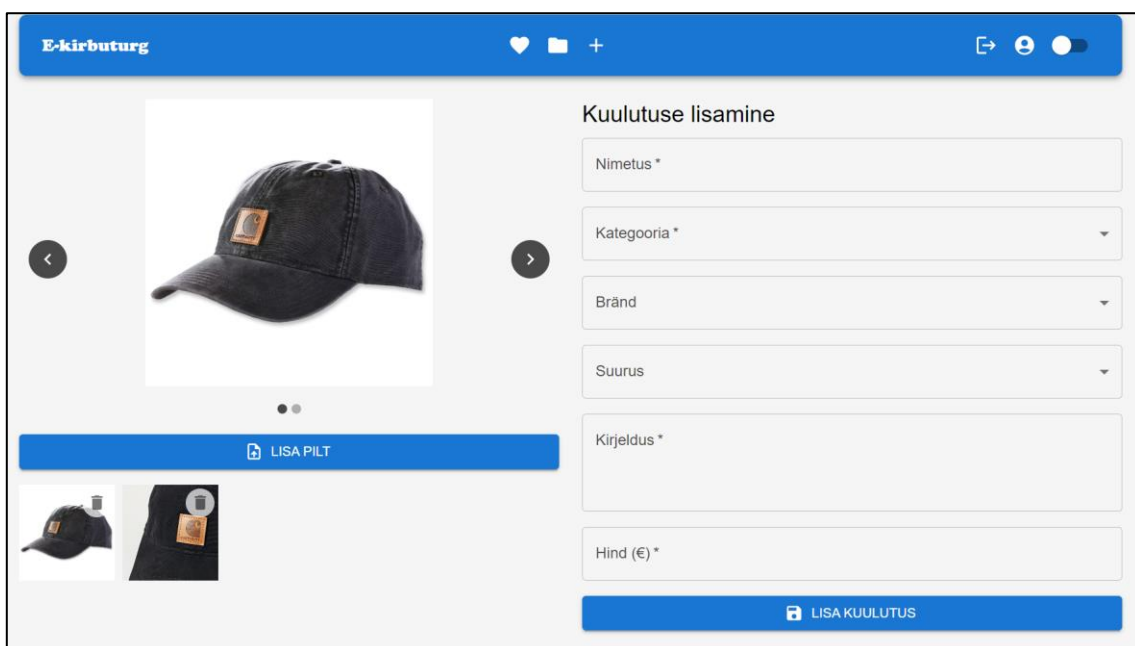 E-kirbuturg
Kuulutuse lisamine
Nimetus *
Kategooria *
Bränd
Suurus
Kirjeldus *
Hind (€) *
LISA PILT
LISA KUULUTUS